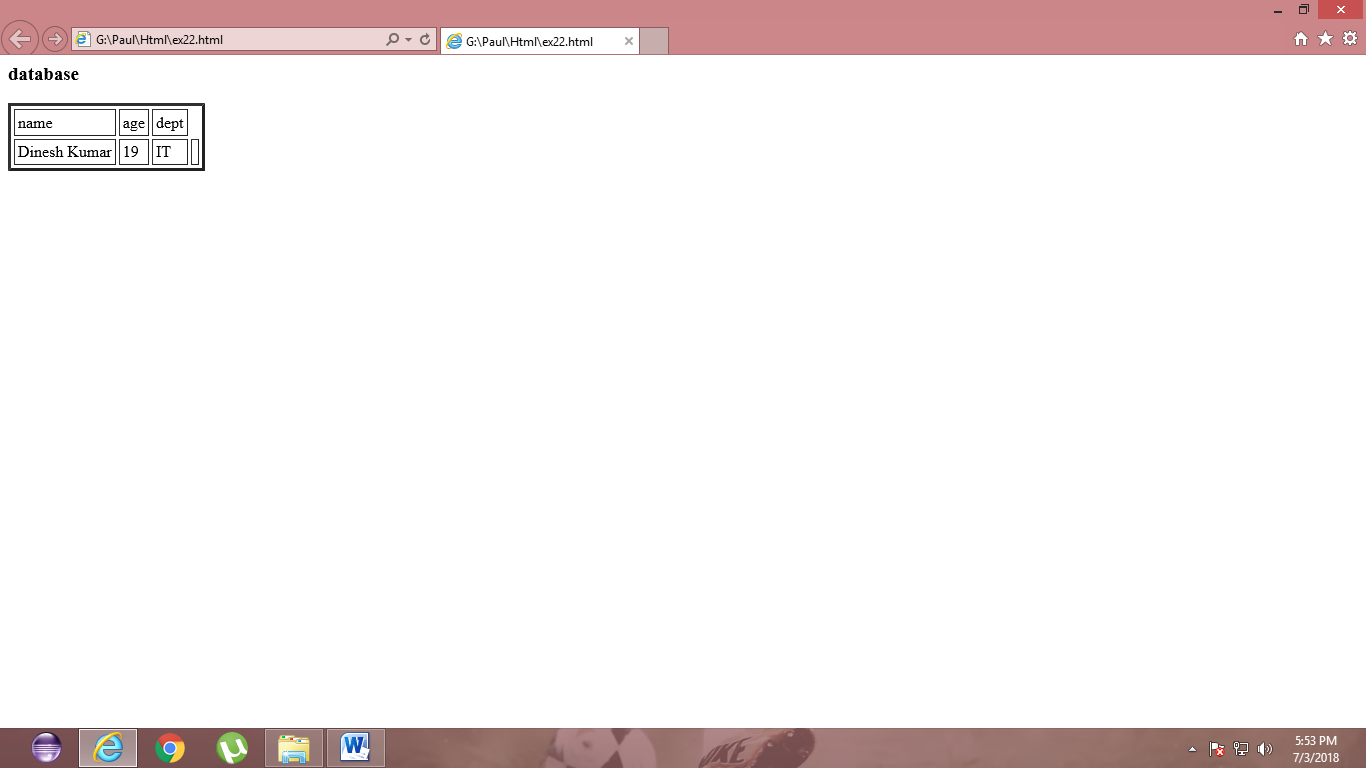 G:\Paul\Html\ex22.html
G:\Paul\Html\ex22.html
database
name age dept
Dinesh Kumar 19 IT
5:53 PM
7/3/2018